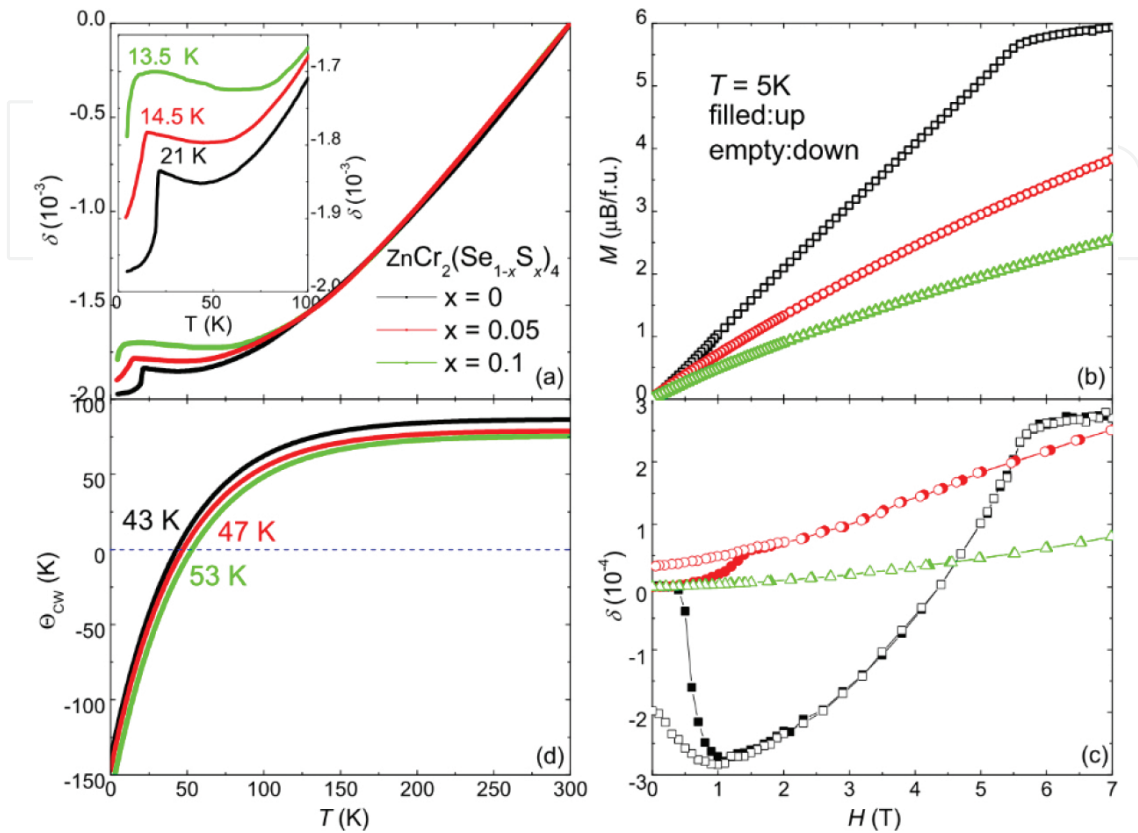 0.0
-0.5
-1.0
-1.5
-2.0
δ (10⁻³)
13.5 K
14.5 K
21 K
-1.7
-1.8
-1.9
-2.0
δ (10⁻³)
0 50 100
T (K)
ZnCr₂(Se₁₋ₓSₓ)₄
x = 0
x = 0.05
x = 0.1
(a)
6
5
4
3
2
1
0
M (μB/f.u.)
T = 5K
filled:up
empty:down
(b)
100
50
0
-50
-100
-150
Θ_CW (K)
43 K
47 K
53 K
(d)
0 50 100 150 200 250 300
T (K)
3
2
1
0
-1
-2
-3
δ (10⁻⁴)
(c)
0 1 2 3 4 5 6 7
H (T)